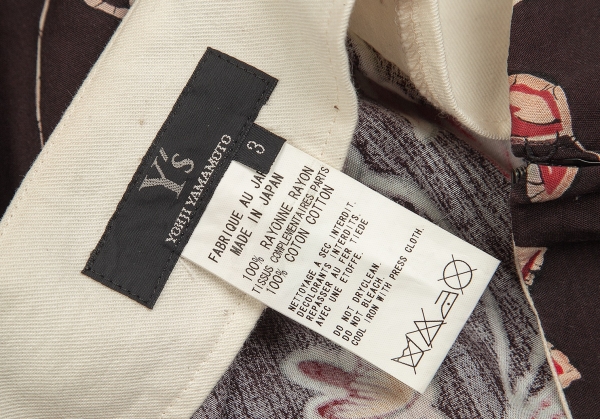 Y's
YOHJI YAMAMOTO
3
FABRIQUE AU
MADE IN JAPAN
100% RAYONNE RAYON
TISSUS COMPLEMENTAIRES PARTS
100% COTON COTTON
NETTOYAGE A SEC INTERDIT.
DECOLORANTS INTERDITS.
REPASSER AU FER TIEDE
AVEC UNE ETOFFE.
DO NOT DRYCLEAN.
DO NOT BLEACH.
COOL IRON WITH PRESS CLOTH.